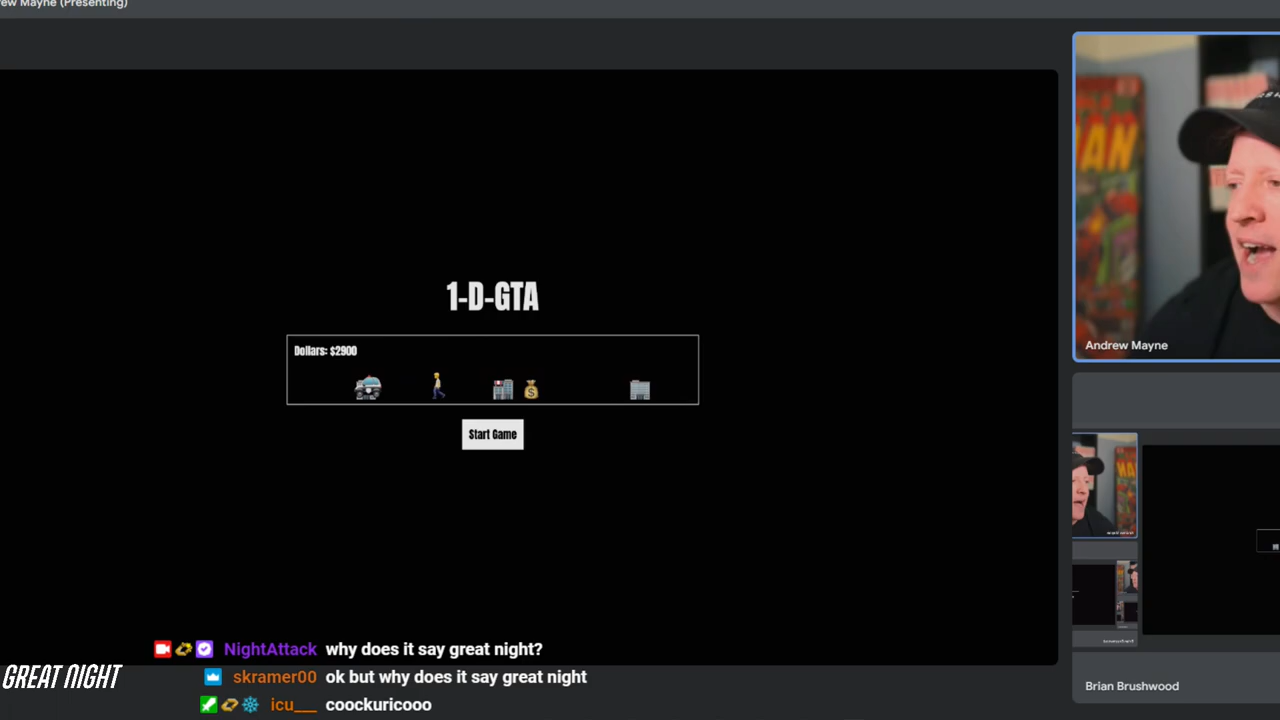 rew Mayne (Presenting)
1-D-GTA
Dollars: $2900
Start Game
Andrew Mayne
Brian Brushwood
NightAttack why does it say great night?
skramer00 ok but why does it say great night
icu___ coockuricooo
GREAT NIGHT